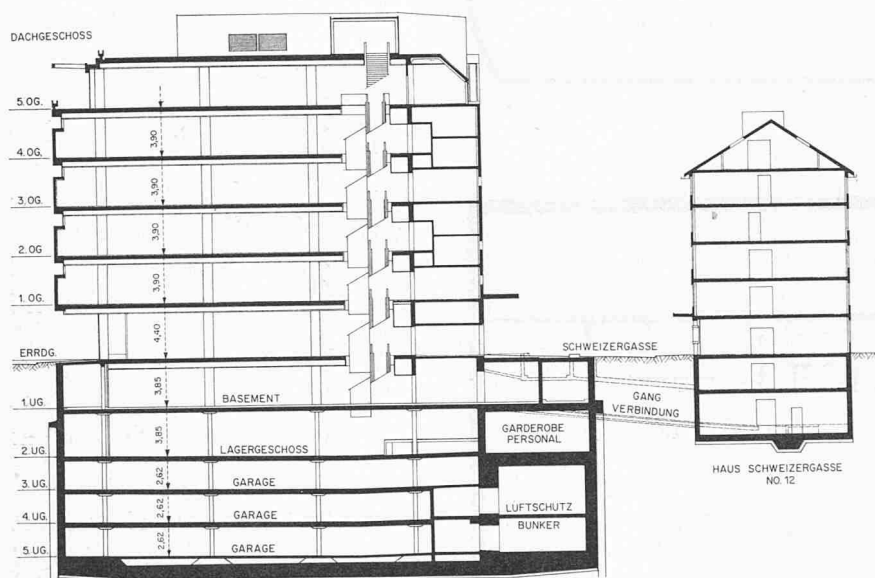 DACHGESCHOSS
5. OG.
3,90
4. OG.
3,90
3. OG.
3,90
2. OG.
3,90
1. OG.
4,40
ERRDG.
SCHWEIZERGASSE
3,85
BASEMENT
1. UG.
GANG
VERBINDUNG
3,85
GARDEROBE
PERSONAL
LAGERGESCHOSS
2. UG.
2,62
GARAGE
3. UG.
2,62
GARAGE
LUFTSCHUTZ
4. UG.
BUNKER
2,62
GARAGE
5. UG.
HAUS SCHWEIZERGASSE
NO. 12